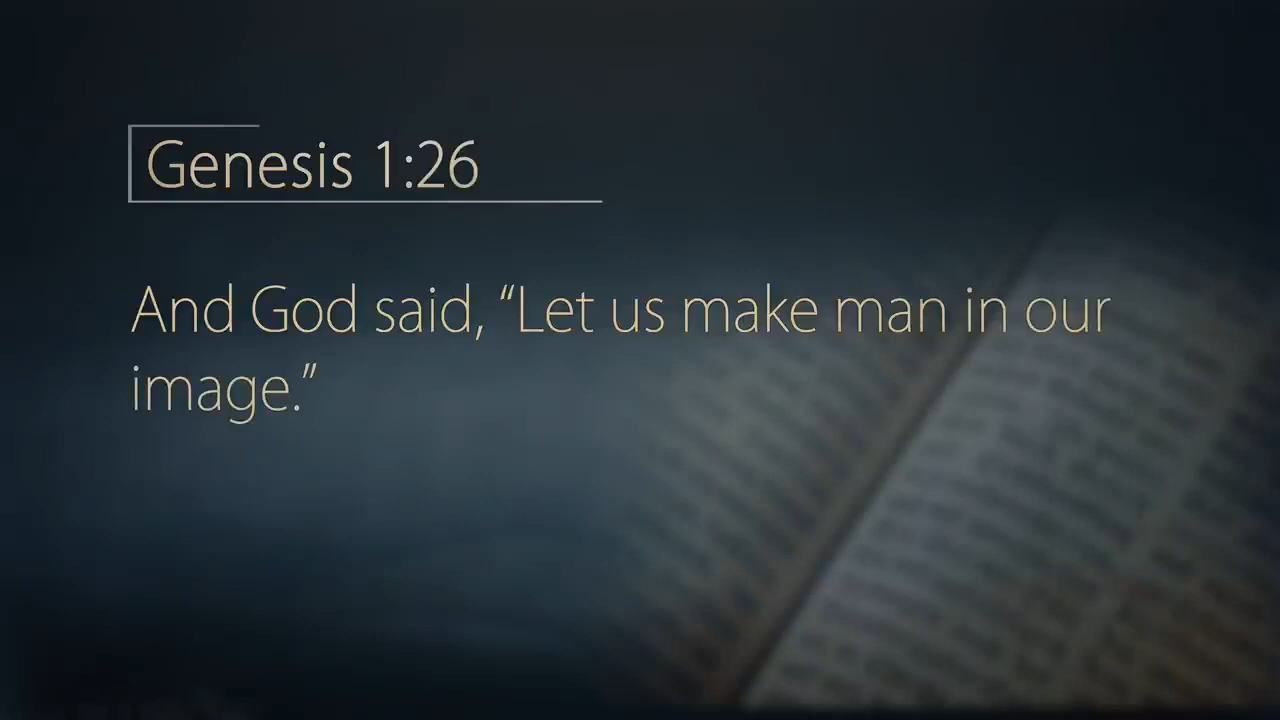 Genesis 1:26
And God said, “Let us make man in our
image.”